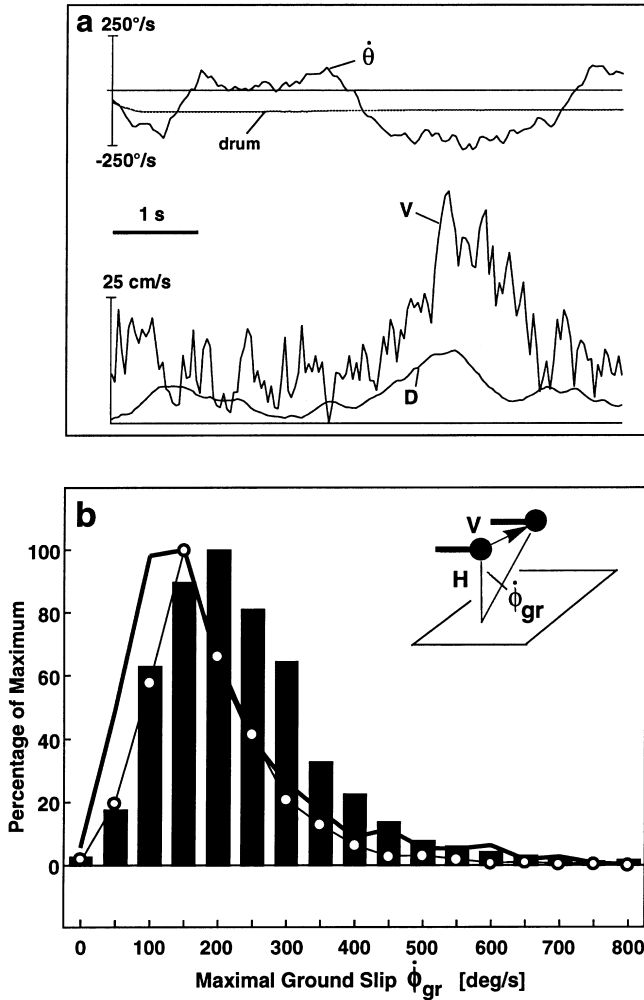 a
250°/s
θ̇
drum
-250°/s
1 s
V
25 cm/s
D
b
V
H
ϕ̇gr
100
80
60
40
20
0
Percentage of Maximum
0 100 200 300 400 500 600 700 800
Maximal Ground Slip ϕ̇gr [deg/s]